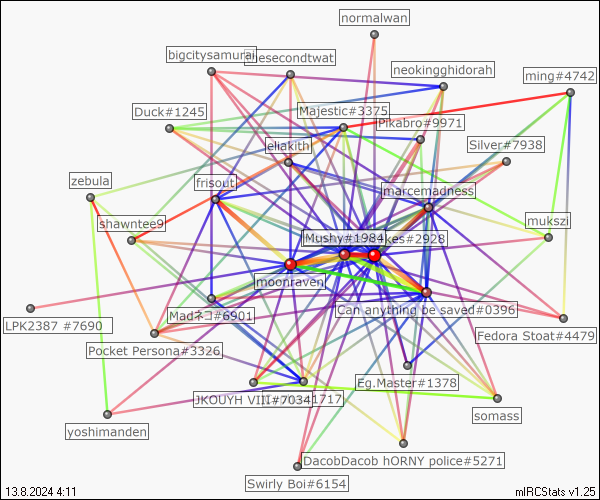 normalwan
bigcitysamurai
hesecondtwat
neokingghidorah
ming#4742
Duck#1245
Majestic#3375
Pikabro#9971
Silver#7938
eliakith
zebula
frisout
marcemadness
shawntee9
mukszi
Mushy#1984
kes#2928
moonraven
Madネコ#6901
Can anything be saved#0396
LPK2387 #7690
Pocket Persona#3326
Fedora Stoat#4479
Eg.Master#1378
JKOUYH VIII#7034
1717
somass
yoshimanden
DacobDacob hORNY police#5271
Swirly Boi#6154
13.8.2024 4:11
mIRCStats v1.25